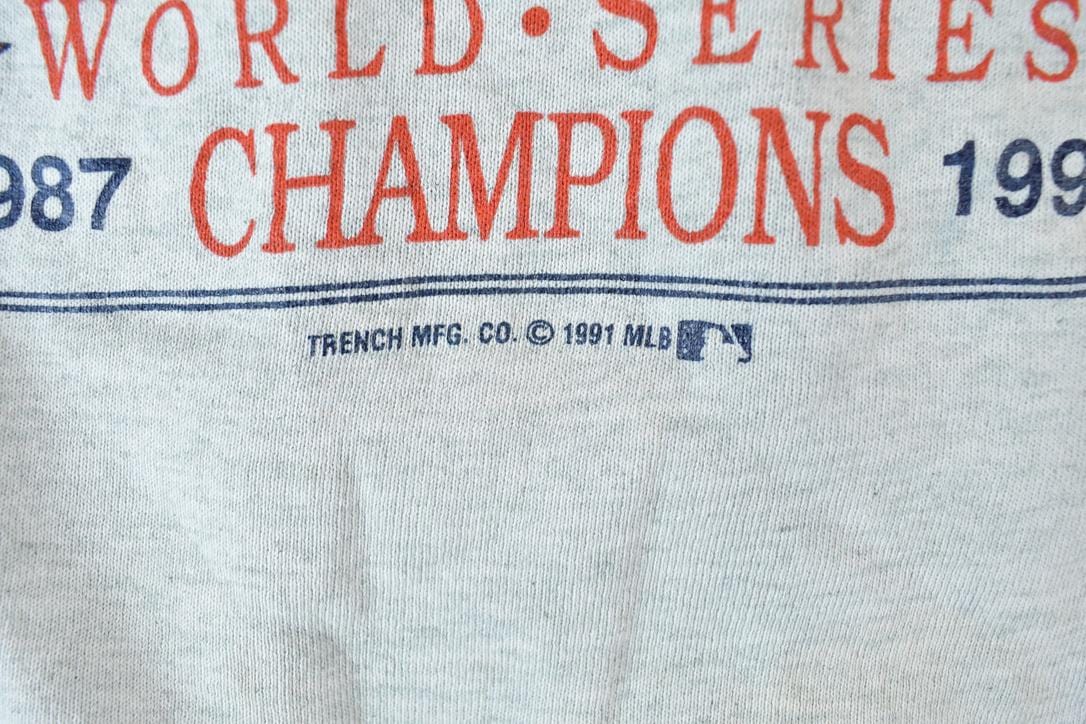 WORLD • SERIES
987 CHAMPIONS 199
TRENCH MFG. CO. © 1991 MLB